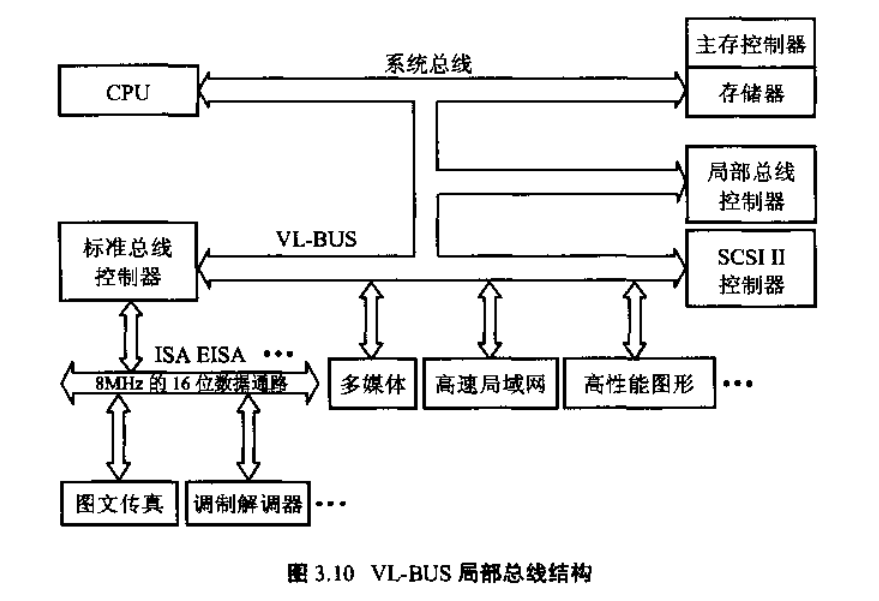 系统总线
主存控制器
CPU
存储器
局部总线
控制器
VL-BUS
标准总线
控制器
SCSI II
控制器
ISA EISA …
8MHz 的 16 位数据通路
多媒体
高速局域网
高性能图形
…
图文传真
调制解调器
…
图 3.10 VL-BUS 局部总线结构